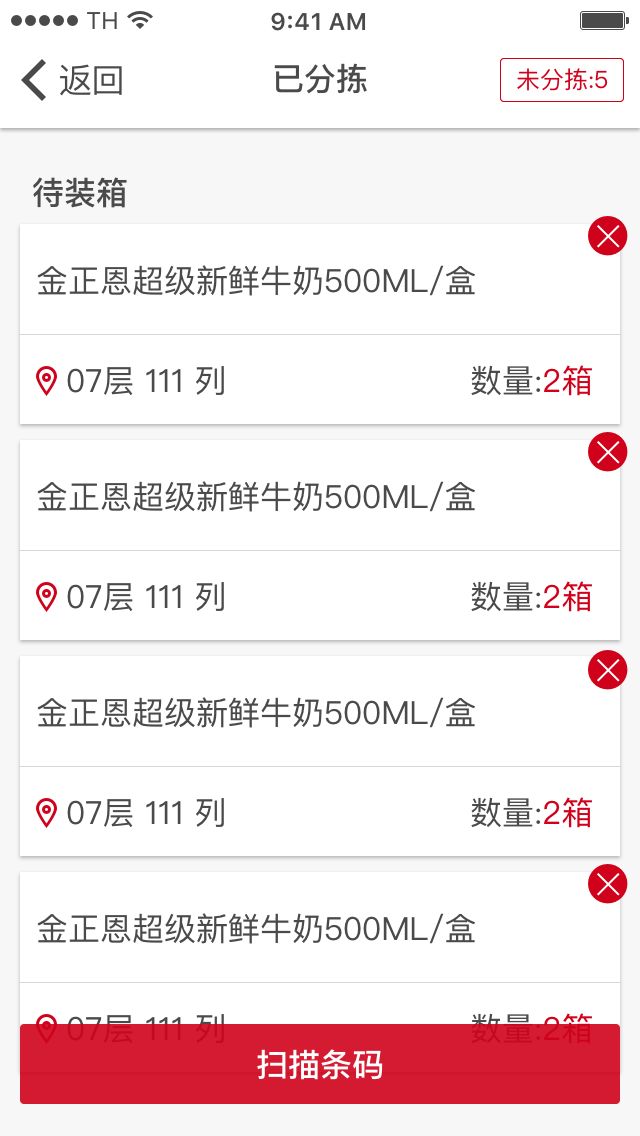 TH 9:41 AM
返回 已分拣 未分拣:5
待装箱
金正恩超级新鲜牛奶500ML/盒
07层 111 列 数量:2箱
金正恩超级新鲜牛奶500ML/盒
07层 111 列 数量:2箱
金正恩超级新鲜牛奶500ML/盒
07层 111 列 数量:2箱
金正恩超级新鲜牛奶500ML/盒
07层 111 列 数量:2箱
扫描条码